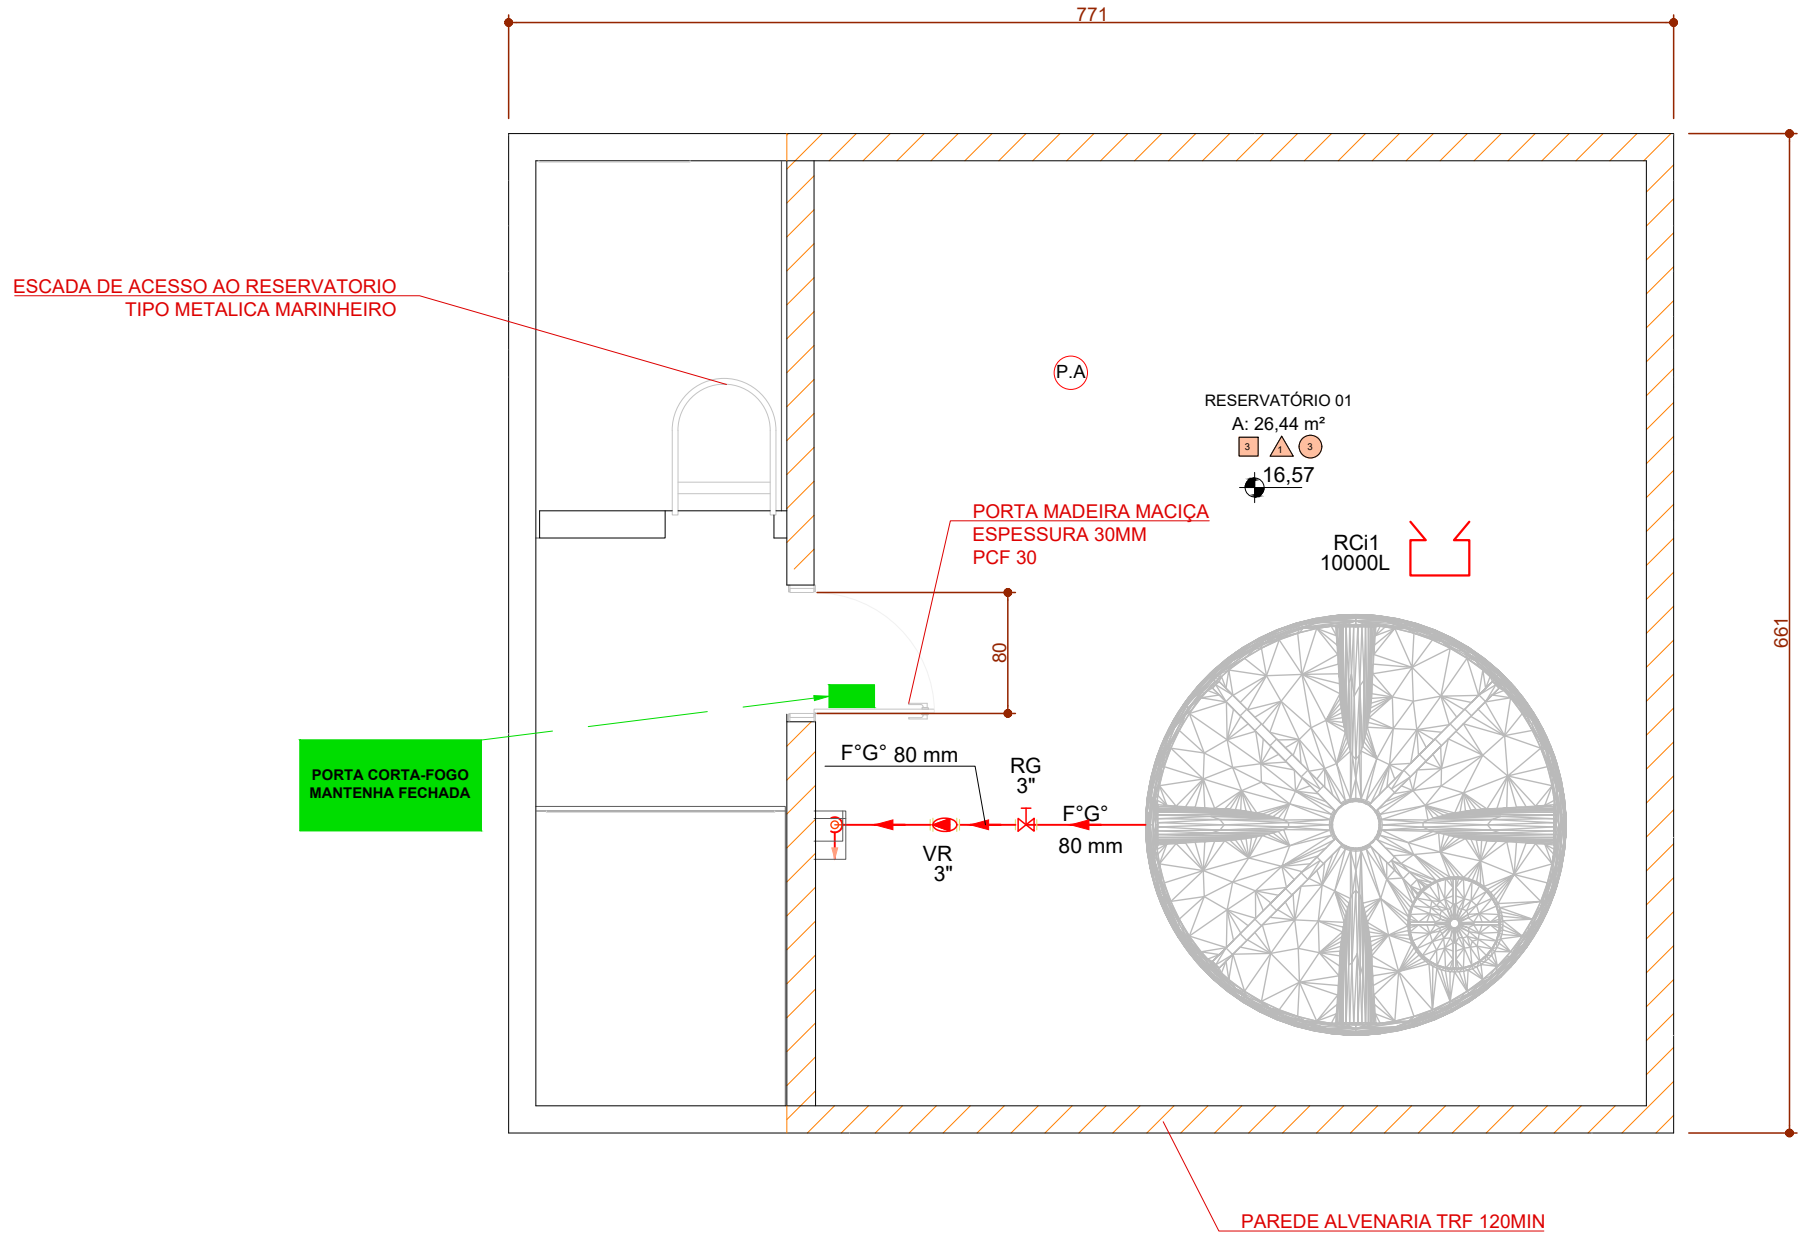 771
ESCADA DE ACESSO AO RESERVATORIO
TIPO METALICA MARINHEIRO
P.A
RESERVATÓRIO 01
A: 26,44 m²
3 1 3
16,57
PORTA MADEIRA MACIÇA
ESPESSURA 30MM
PCF 30
RCi1
10000L
661
80
PORTA CORTA-FOGO
MANTENHA FECHADA
F°G° 80 mm
RG
3"
F°G°
80 mm
VR
3"
PAREDE ALVENARIA TRF 120MIN